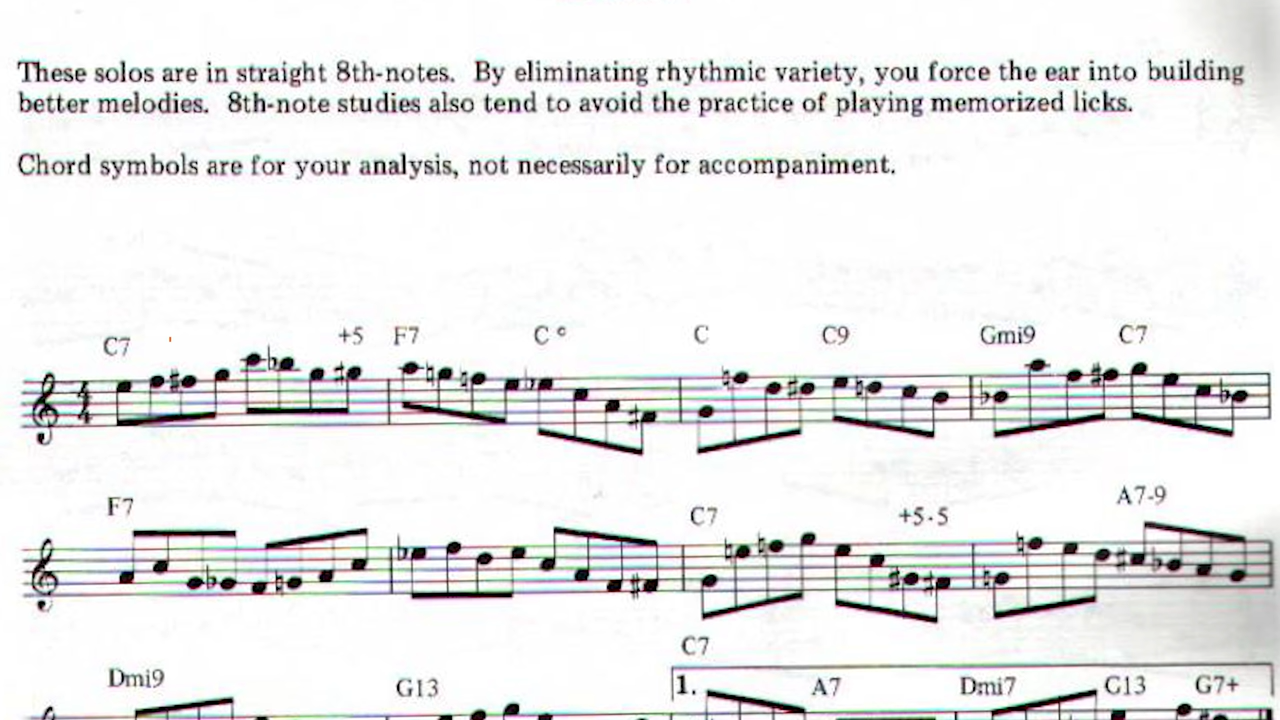 These solos are in straight 8th-notes. By eliminating rhythmic variety, you force the ear into building
better melodies. 8th-note studies also tend to avoid the practice of playing memorized licks.
Chord symbols are for your analysis, not necessarily for accompaniment.
C7 +5 F7 C° C C9 Gmi9 C7
4
4
F7 C7 +5-5 A7-9
C7
Dmi9 G13 1. A7 Dmi7 G13 G7+